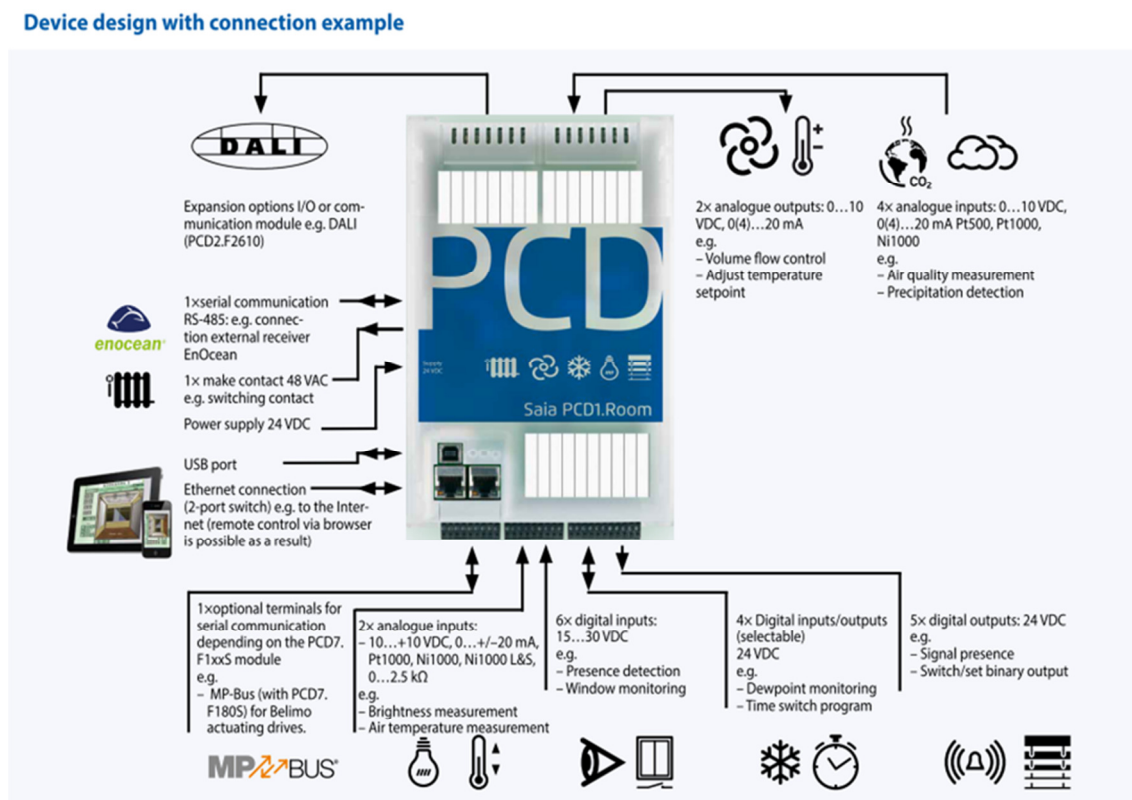 Device design with connection example
DALI
Expansion options I/O or com-
munication module e.g. DALI
(PCD2.F2610)
2× analogue outputs: 0…10
VDC, 0(4)…20 mA
e.g.
– Volume flow control
– Adjust temperature
setpoint
CO₂
4× analogue inputs: 0…10 VDC,
0(4)…20 mA Pt500, Pt1000,
Ni1000
e.g.
– Air quality measurement
– Precipitation detection
enocean®
1×serial communication
RS-485: e.g. connec-
tion external receiver
EnOcean
1× make contact 48 VAC
e.g. switching contact
Power supply 24 VDC
USB port
Ethernet connection
(2-port switch) e.g. to the Inter-
net (remote control via browser
is possible as a result)
PCD
Supply
24 VDC
Saia PCD1.Room
1×optional terminals for
serial communication
depending on the PCD7.
F1xxS module
e.g.
– MP-Bus (with PCD7.
F180S) for Belimo
actuating drives.
MP BUS®
2× analogue inputs:
– 10…+10 VDC, 0…+/–20 mA,
Pt1000, Ni1000, Ni1000 L&S,
0…2.5 kΩ
e.g.
– Brightness measurement
– Air temperature measurement
6× digital inputs:
15…30 VDC
e.g.
– Presence detection
– Window monitoring
4× Digital inputs/outputs
(selectable)
24 VDC
e.g.
– Dewpoint monitoring
– Time switch program
5× digital outputs: 24 VDC
e.g.
– Signal presence
– Switch/set binary output